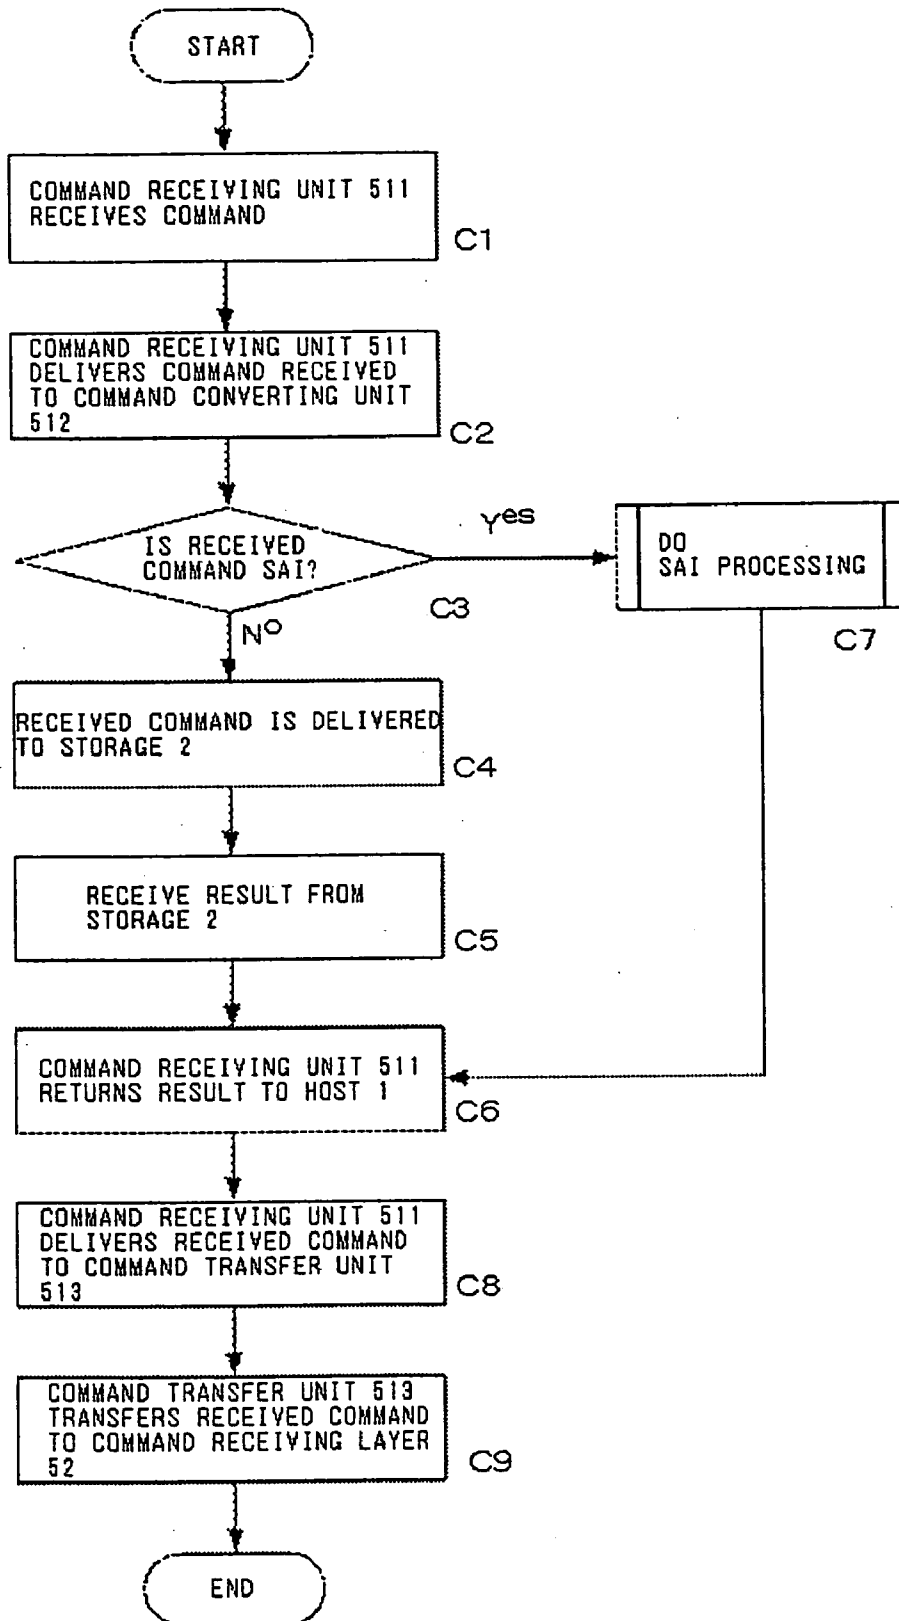 START
COMMAND RECEIVING UNIT 511
RECEIVES COMMAND
C1
COMMAND RECEIVING UNIT 511
DELIVERS COMMAND RECEIVED
TO COMMAND CONVERTING UNIT
512
C2
IS RECEIVED
COMMAND SAI?
C3
Yes
DO
SAI PROCESSING
C7
No
RECEIVED COMMAND IS DELIVERED
TO STORAGE 2
C4
RECEIVE RESULT FROM
STORAGE 2
C5
COMMAND RECEIVING UNIT 511
RETURNS RESULT TO HOST 1
C6
COMMAND RECEIVING UNIT 511
DELIVERS RECEIVED COMMAND
TO COMMAND TRANSFER UNIT
513
C8
COMMAND TRANSFER UNIT 513
TRANSFERS RECEIVED COMMAND
TO COMMAND RECEIVING LAYER
52
C9
END